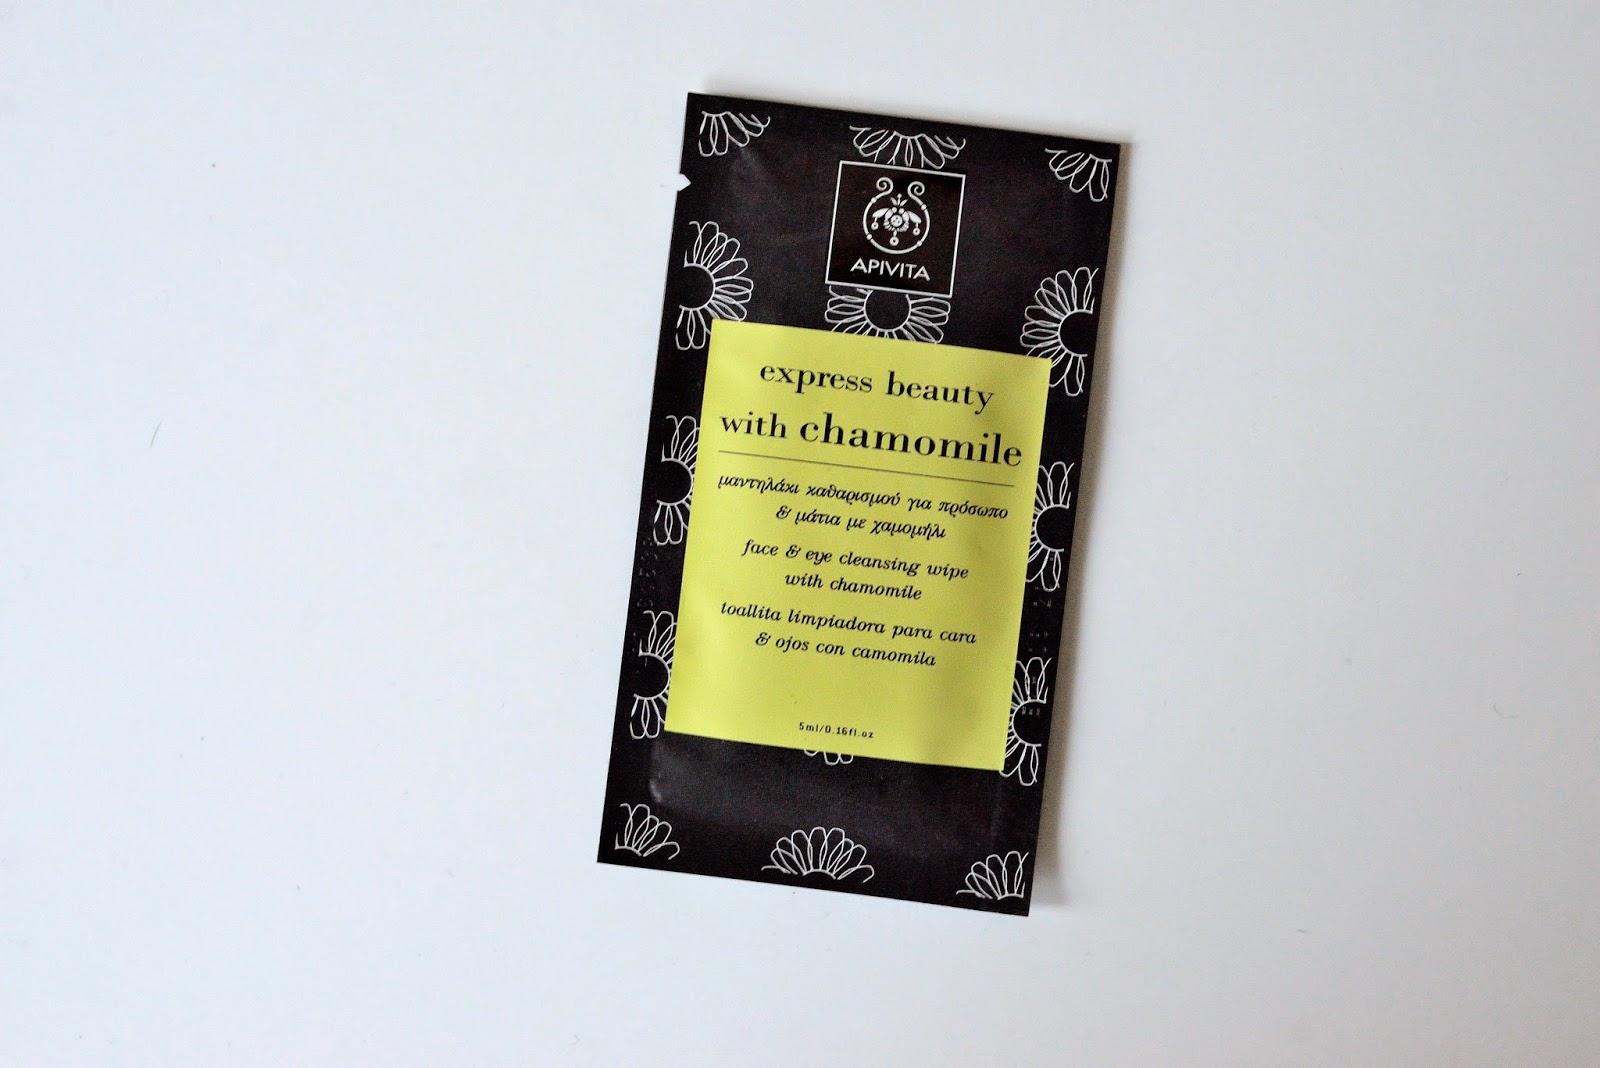 APIVITA
express beauty
with chamomile
μαντηλάκι καθαρισμού για πρόσωπο
& μάτια με χαμομήλι
face & eye cleansing wipe
with chamomile
toallita limpiadora para cara
& ojos con camomila
5ml/0.16fl.oz